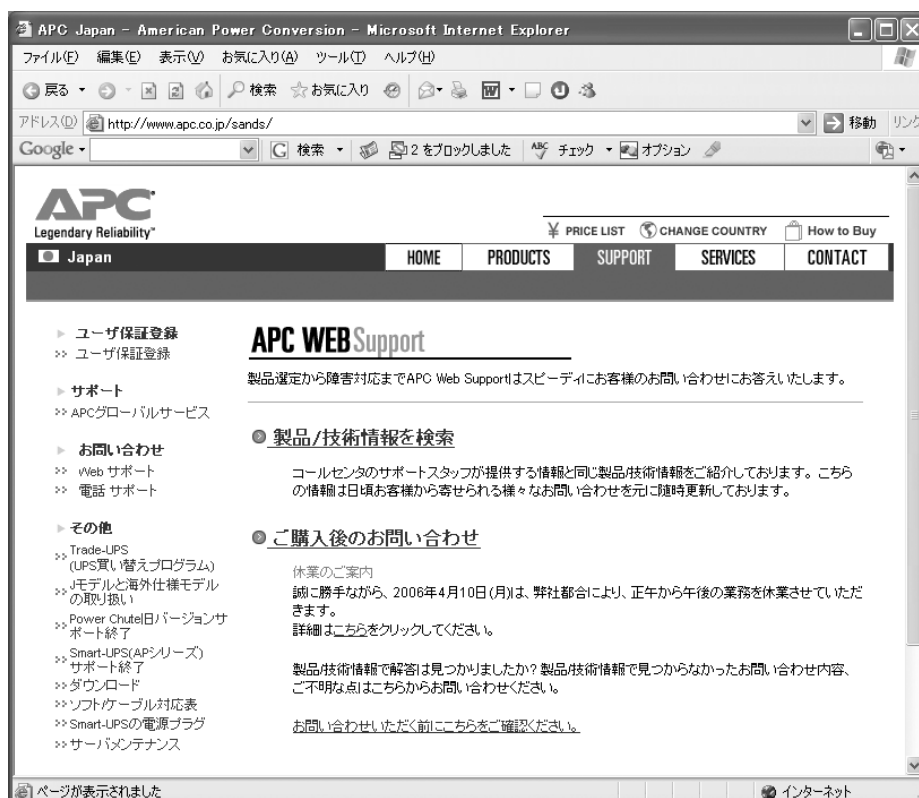 APC Japan - American Power Conversion - Microsoft Internet Explorer
ファイル(F) 編集(E) 表示(V) お気に入り(A) ツール(T) ヘルプ(H)
戻る 検索 お気に入り
アドレス(D) http://www.apc.co.jp/sands/ 移動 リンク
Google 検索 2 をブロックしました ABC チェック オプション
APC
Legendary Reliability
¥ PRICE LIST CHANGE COUNTRY How to Buy
Japan HOME PRODUCTS SUPPORT SERVICES CONTACT
ユーザ保証登録
>> ユーザ保証登録
サポート
>> APCグローバルサービス
お問い合わせ
>> Web サポート
>> 電話 サポート
その他
>> Trade-UPS
(UPS買い替えプログラム)
>> Jモデルと海外仕様モデル
の取り扱い
>> Power Chute旧バージョンサ
ポート終了
>> Smart-UPS(APシリーズ)
サポート終了
>> ダウンロード
>> ソフト/ケーブル対応表
>> Smart-UPSの電源プラグ
>> サーバメンテナンス
APC WEB Support
製品選定から障害対応までAPC Web Supportはスピーディにお客様のお問い合わせにお答えいたします。
製品/技術情報を検索
コールセンタのサポートスタッフが提供する情報と同じ製品/技術情報をご紹介しております。こちら
の情報は日頃お客様から寄せられる様々なお問い合わせを元に随時更新しております。
ご購入後のお問い合わせ
休業のご案内
誠に勝手ながら、2006年4月10日(月)は、弊社都合により、正午から午後の業務を休業させていただ
きます。
詳細はこちらをクリックしてください。
製品/技術情報で解答は見つかりましたか? 製品/技術情報で見つからなかったお問い合わせ内容、
ご不明な点はこちらからお問い合わせください。
お問い合わせいただく前にこちらをご確認ください。
ページが表示されました インターネット